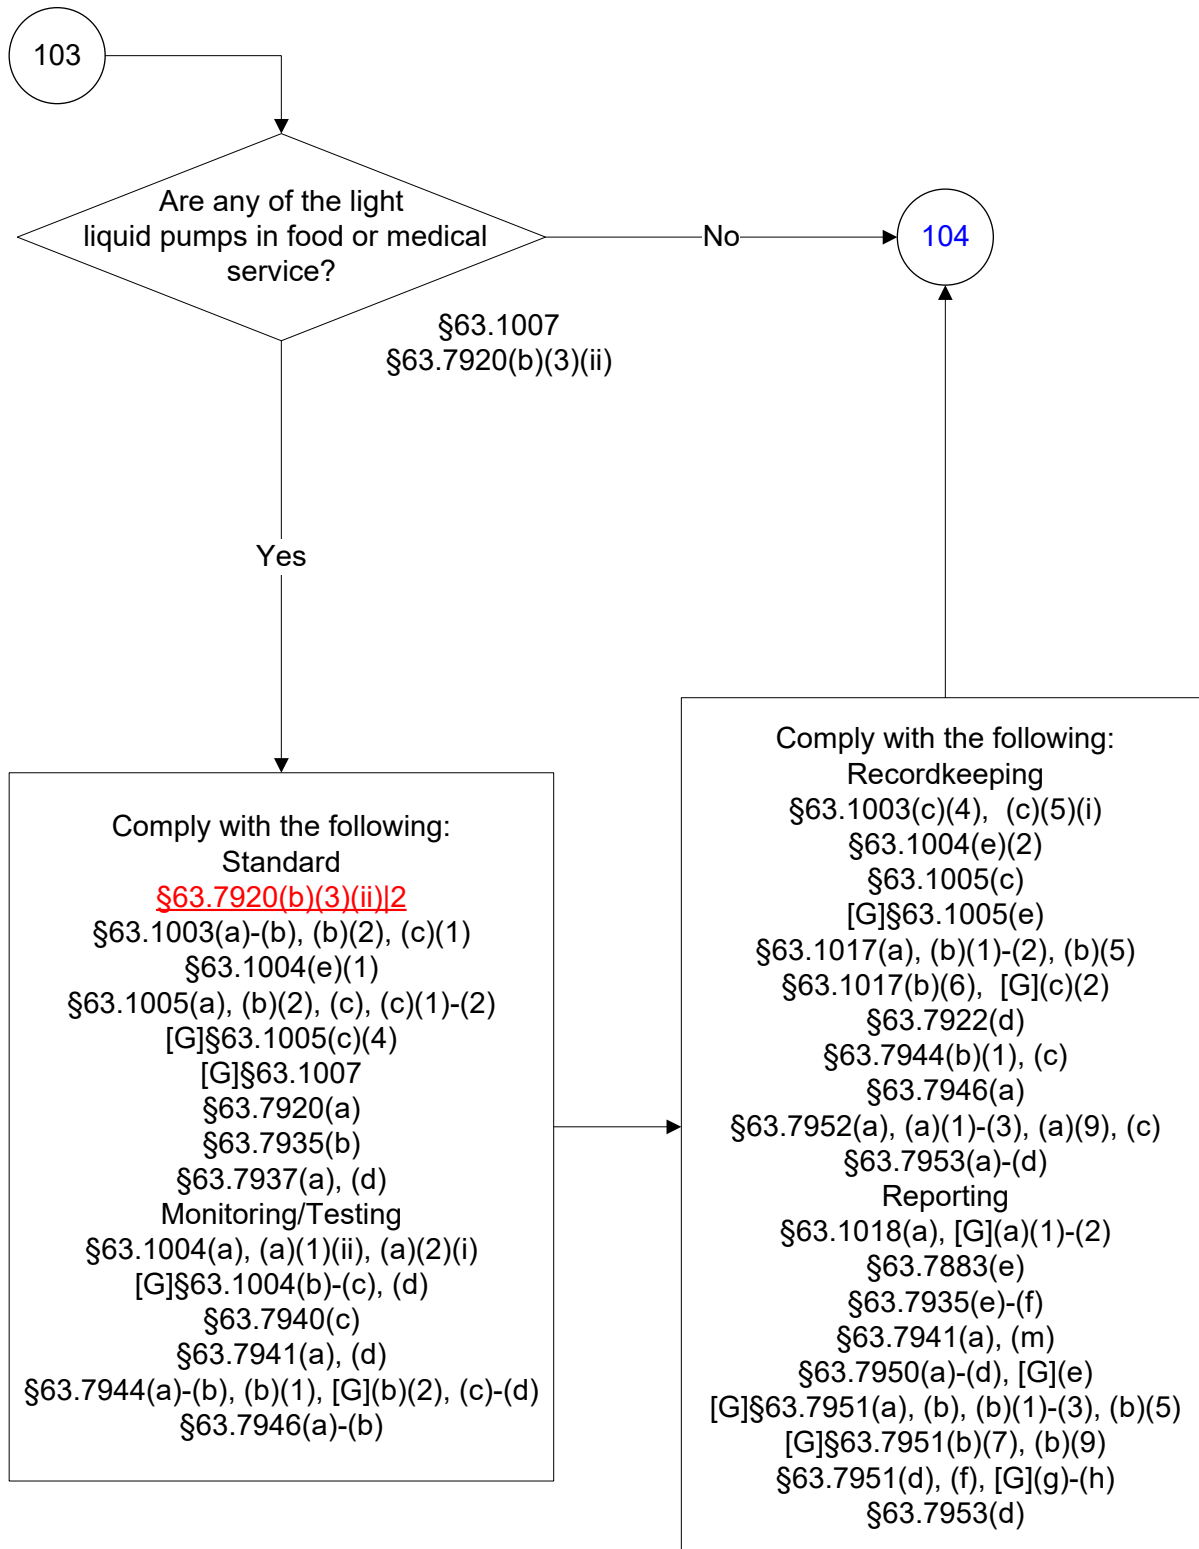 103
Are any of the light
liquid pumps in food or medical
service?
No
104
§63.1007
§63.7920(b)(3)(ii)
Yes
Comply with the following:
Standard
§63.7920(b)(3)(ii)|2
§63.1003(a)-(b), (b)(2), (c)(1)
§63.1004(e)(1)
§63.1005(a), (b)(2), (c), (c)(1)-(2)
[G]§63.1005(c)(4)
[G]§63.1007
§63.7920(a)
§63.7935(b)
§63.7937(a), (d)
Monitoring/Testing
§63.1004(a), (a)(1)(ii), (a)(2)(i)
[G]§63.1004(b)-(c), (d)
§63.7940(c)
§63.7941(a), (d)
§63.7944(a)-(b), (b)(1), [G](b)(2), (c)-(d)
§63.7946(a)-(b)
Comply with the following:
Recordkeeping
§63.1003(c)(4), (c)(5)(i)
§63.1004(e)(2)
§63.1005(c)
[G]§63.1005(e)
§63.1017(a), (b)(1)-(2), (b)(5)
§63.1017(b)(6), [G](c)(2)
§63.7922(d)
§63.7944(b)(1), (c)
§63.7946(a)
§63.7952(a), (a)(1)-(3), (a)(9), (c)
§63.7953(a)-(d)
Reporting
§63.1018(a), [G](a)(1)-(2)
§63.7883(e)
§63.7935(e)-(f)
§63.7941(a), (m)
§63.7950(a)-(d), [G](e)
[G]§63.7951(a), (b), (b)(1)-(3), (b)(5)
[G]§63.7951(b)(7), (b)(9)
§63.7951(d), (f), [G](g)-(h)
§63.7953(d)